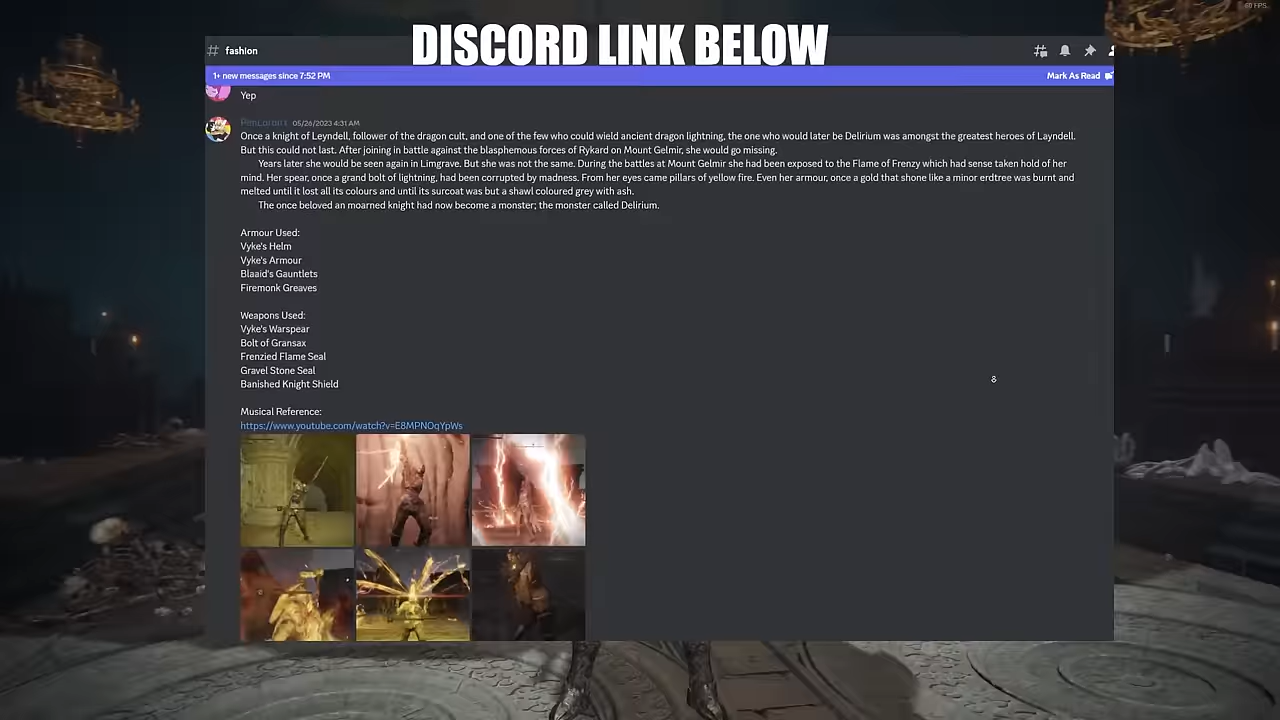 60 FPS
DISCORD LINK BELOW
# fashion
1+ new messages since 7:52 PM
Mark As Read
Yep
05/26/2023 4:31 AM
Once a knight of Leyndell, follower of the dragon cult, and one of the few who could wield ancient dragon lightning, the one who would later be Delirium was amongst the greatest heroes of Layndell.
But this could not last. After joining in battle against the blasphemous forces of Rykard on Mount Gelmir, she would go missing.
Years later she would be seen again in Limgrave. But she was not the same. During the battles at Mount Gelmir she had been exposed to the Flame of Frenzy which had sense taken hold of her
mind. Her spear, once a grand bolt of lightning, had been corrupted by madness. From her eyes came pillars of yellow fire. Even her armour, once a gold that shone like a minor erdtree was burnt and
melted until it lost all its colours and until its surcoat was but a shawl coloured grey with ash.
The once beloved an moarned knight had now become a monster; the monster called Delirium.
Armour Used:
Vyke's Helm
Vyke's Armour
Blaaid's Gauntlets
Firemonk Greaves
Weapons Used:
Vyke's Warspear
Bolt of Gransax
Frenzied Flame Seal
Gravel Stone Seal
Banished Knight Shield
Musical Reference:
https://www.youtube.com/watch?v=E8MPNOqYpWs